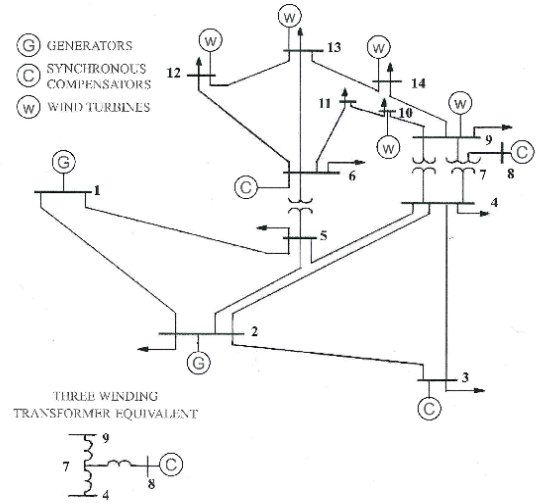 G GENERATORS
C SYNCHRONOUS
COMPENSATORS
W WIND TURBINES
W
W
W
13
12
14
11
10
W
W
9
G
C
7
8
C
1
6
4
5
2
G
3
C
THREE WINDING
TRANSFORMER EQUIVALENT
9
7
C
8
4